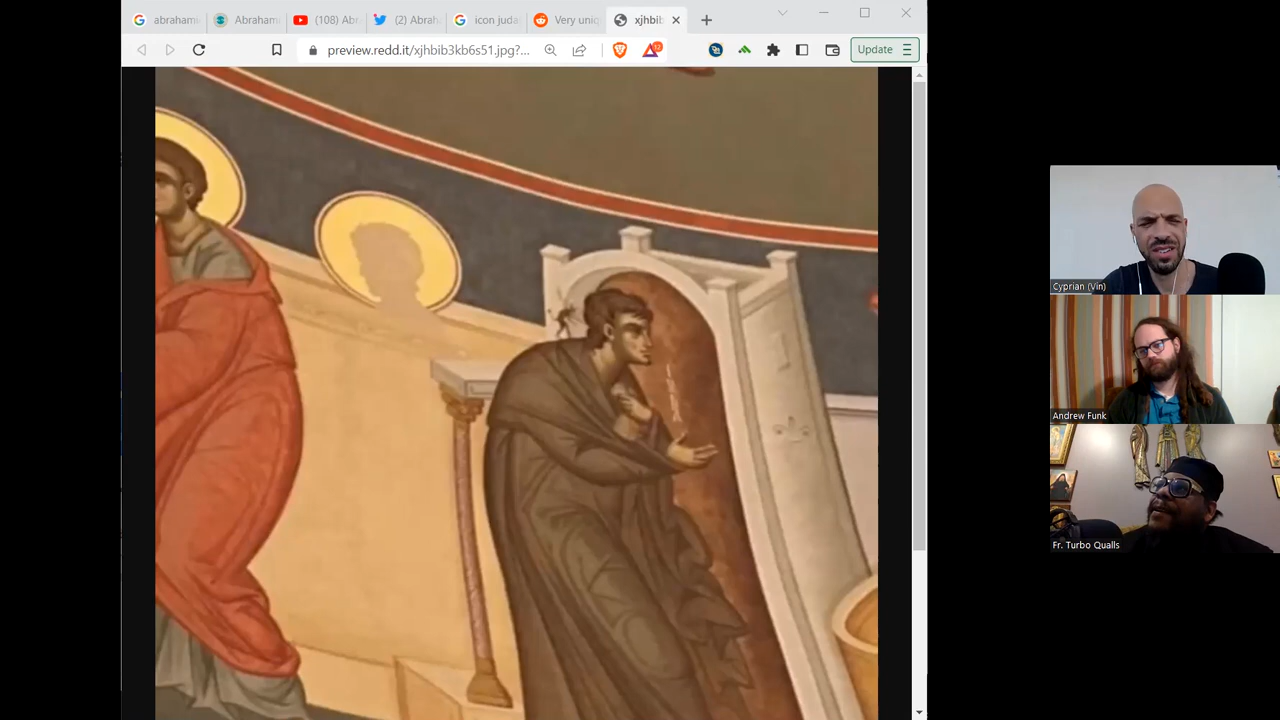 abrahami
Abraham
(108) Abr
(2) Abrah
icon juda
Very uniq
xjhbib
preview.redd.it/xjhbib3kb6s51.jpg?...
Update
Cyprian (Vin)
Andrew Funk
Fr. Turbo Qualls